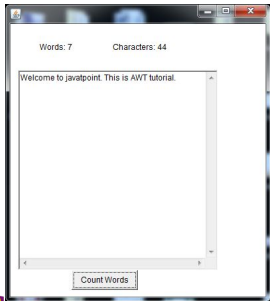 Words: 7 Characters: 44
Welcome to javatpoint. This is AWT tutorial.
Count Words